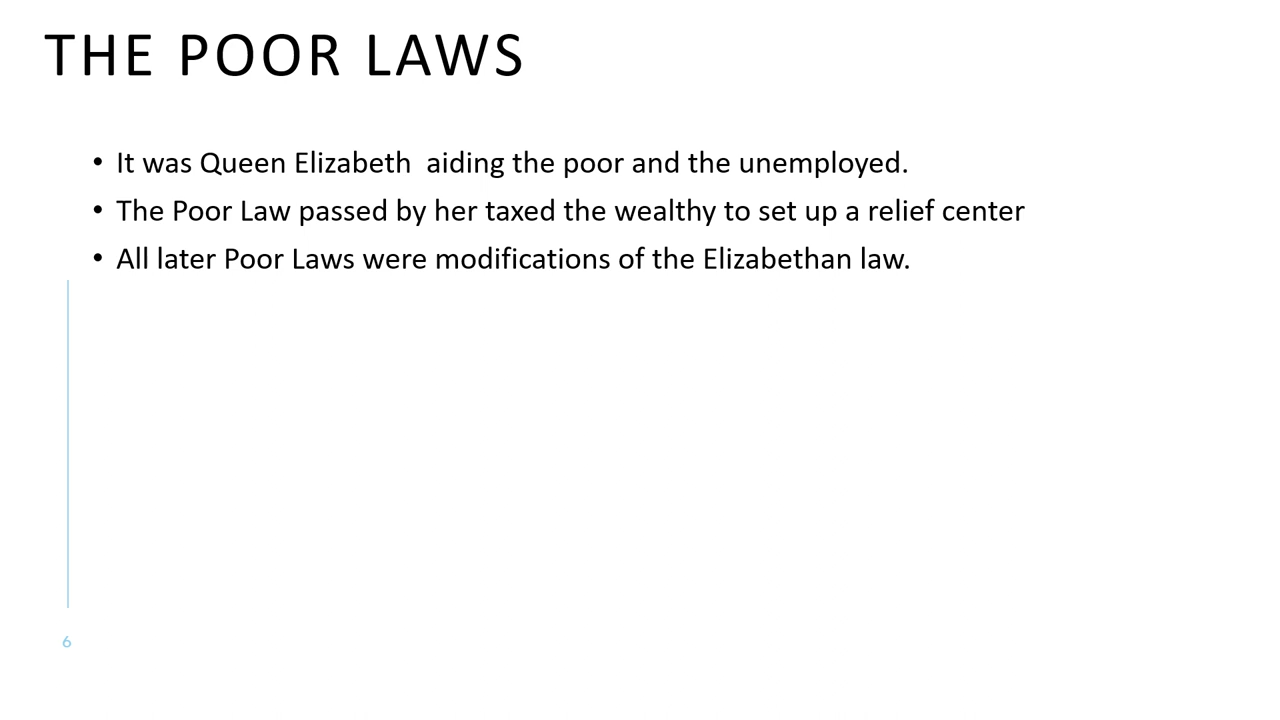 THE POOR LAWS
• It was Queen Elizabeth  aiding the poor and the unemployed.
• The Poor Law passed by her taxed the wealthy to set up a relief center
• All later Poor Laws were modifications of the Elizabethan law.
6